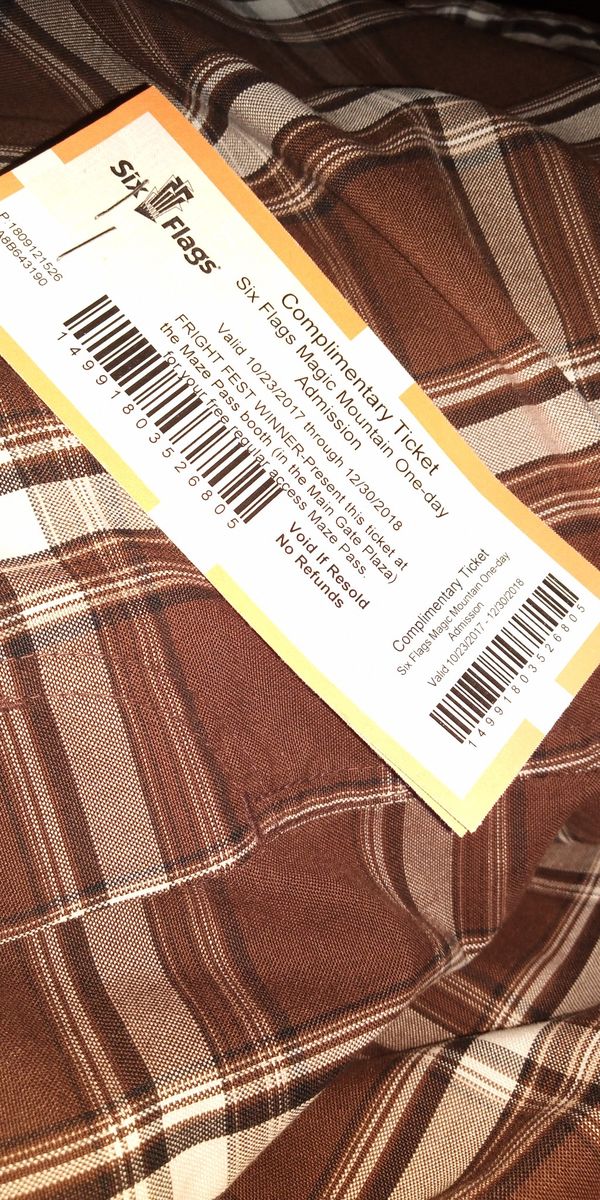 Six Flags
P 1809121526
A8B643190
Complimentary Ticket
Six Flags Magic Mountain One-day
Admission
Valid 10/23/2017 through 12/30/2018
FRIGHT FEST WINNER-Present this ticket at
the Maze Pass booth (in the Main Gate Plaza)
for your free, regular access Maze Pass.
Void If Resold
No Refunds
14991803526805
Complimentary Ticket
Six Flags Magic Mountain One-day
Admission
Valid 10/23/2017 - 12/30/2018
14991803526805